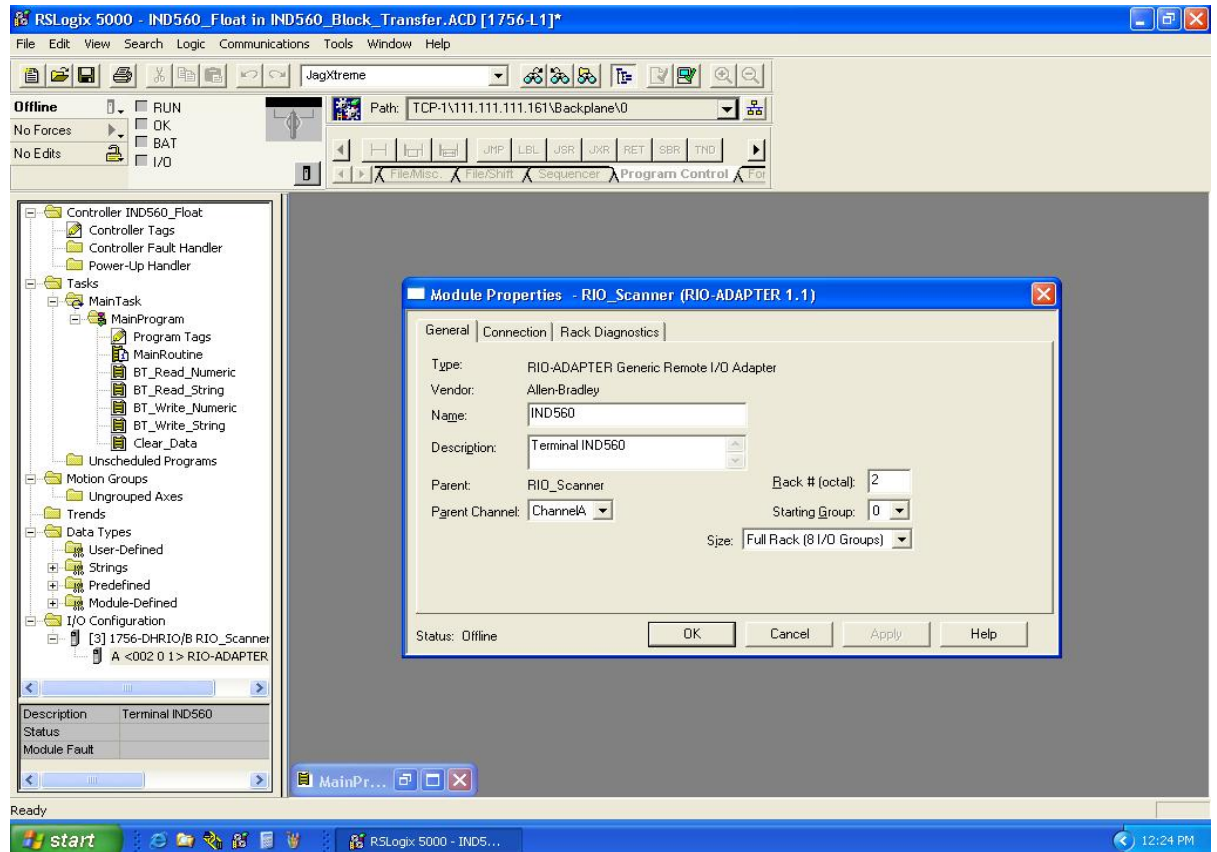 RSLogix 5000 - IND560_Float in IND560_Block_Transfer.ACD [1756-L1]*
File Edit View Search Logic Communications Tools Window Help
JagXtreme
Offline
RUN
No Forces
OK
No Edits
BAT
I/O
Path: TCP-1\111.111.111.161\Backplane\0
JMP LBL JSR JXR RET SBR TND
File/Misc. File/Shift Sequencer Program Control For
Controller IND560_Float
Controller Tags
Controller Fault Handler
Power-Up Handler
Tasks
MainTask
MainProgram
Program Tags
MainRoutine
BT_Read_Numeric
BT_Read_String
BT_Write_Numeric
BT_Write_String
Clear_Data
Unscheduled Programs
Motion Groups
Ungrouped Axes
Trends
Data Types
User-Defined
Strings
Predefined
Module-Defined
I/O Configuration
[3] 1756-DHRIO/B RIO_Scanner
A <002 0 1> RIO-ADAPTER
Description Terminal IND560
Status
Module Fault
Module Properties - RIO_Scanner (RIO-ADAPTER 1.1)
General Connection Rack Diagnostics
Type: RIO-ADAPTER Generic Remote I/O Adapter
Vendor: Allen-Bradley
Name: IND560
Description: Terminal IND560
Parent: RIO_Scanner
Rack # (octal): 2
Parent Channel: ChannelA
Starting Group: 0
Size: Full Rack (8 I/O Groups)
Status: Offline
OK Cancel Apply Help
MainPr...
Ready
start
RSLogix 5000 - IND5...
12:24 PM